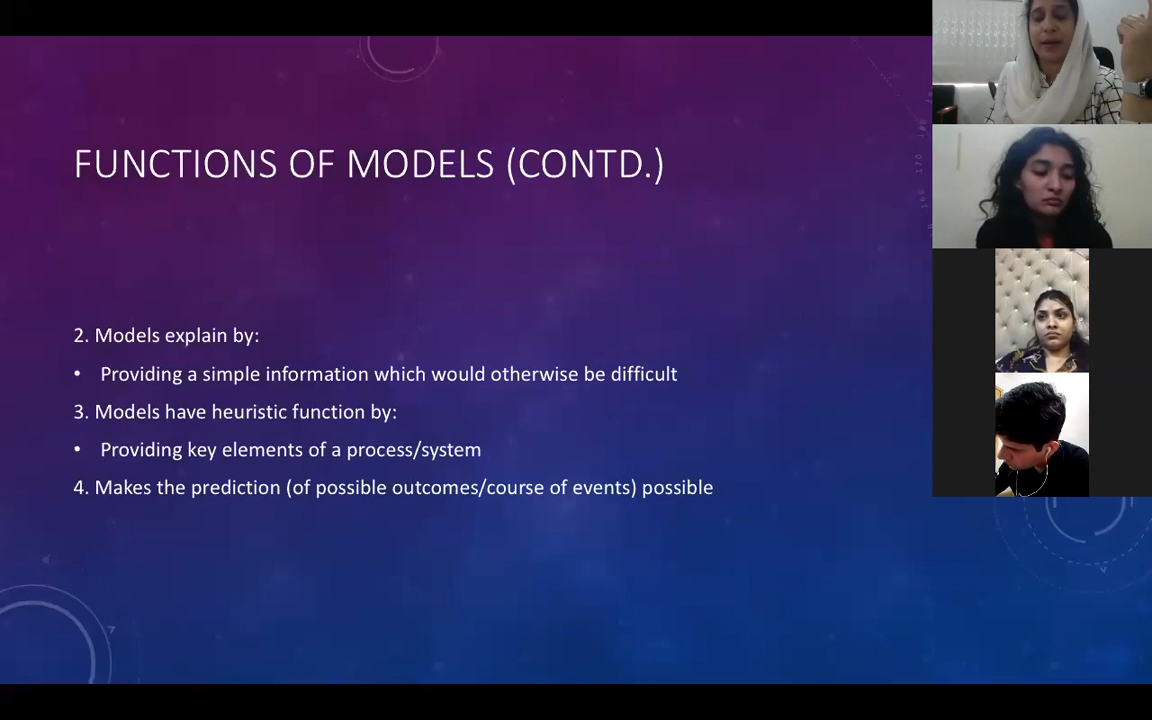 FUNCTIONS OF MODELS (CONTD.)
2. Models explain by:
• Providing a simple information which would otherwise be difficult
3. Models have heuristic function by:
• Providing key elements of a process/system
4. Makes the prediction (of possible outcomes/course of events) possible